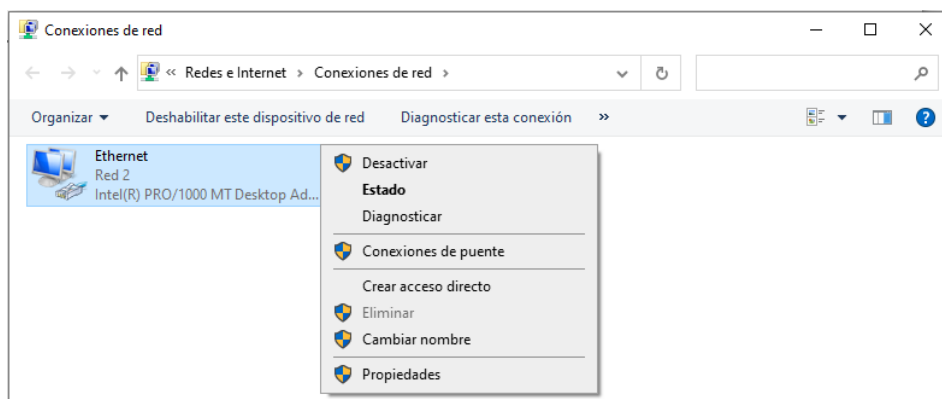 Conexiones de red
« Redes e Internet > Conexiones de red >
Organizar Deshabilitar este dispositivo de red Diagnosticar esta conexión »
Ethernet
Red 2
Intel(R) PRO/1000 MT Desktop Ad...
Desactivar
Estado
Diagnosticar
Conexiones de puente
Crear acceso directo
Eliminar
Cambiar nombre
Propiedades